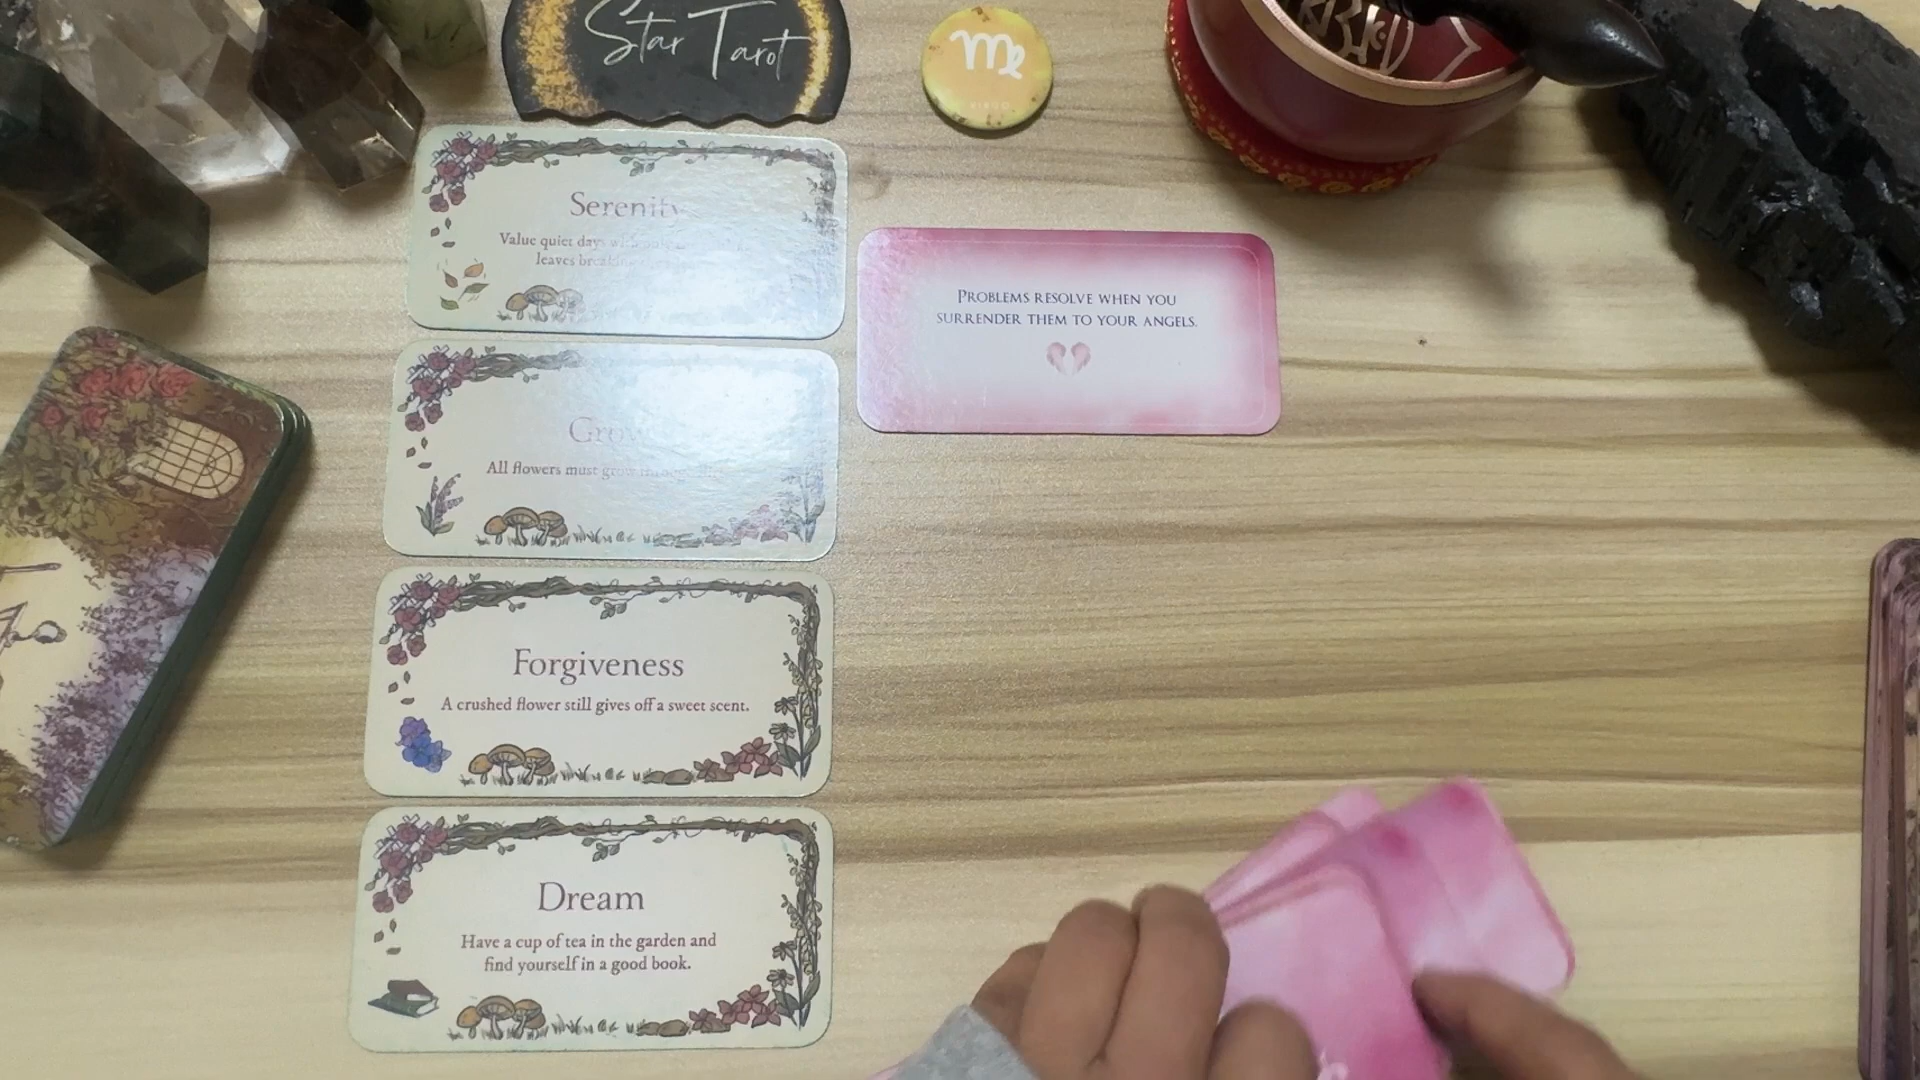 Star Tarot
Serenity
Value quiet days
leaves
All flowers must grow through
Problems resolve when you
surrender them to your angels.
Forgiveness
A crushed flower still gives off a sweet scent.
Dream
Have a cup of tea in the garden and
find yourself in a good book.